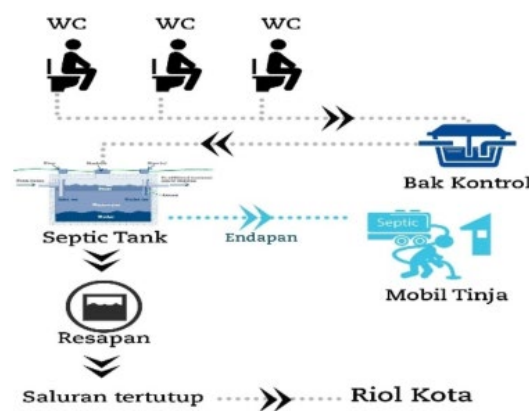 WC WC WC
Bak Kontrol
Septic Tank
Endapan
Septic
Mobil Tinja
Resapan
Saluran tertutup
Riol Kota